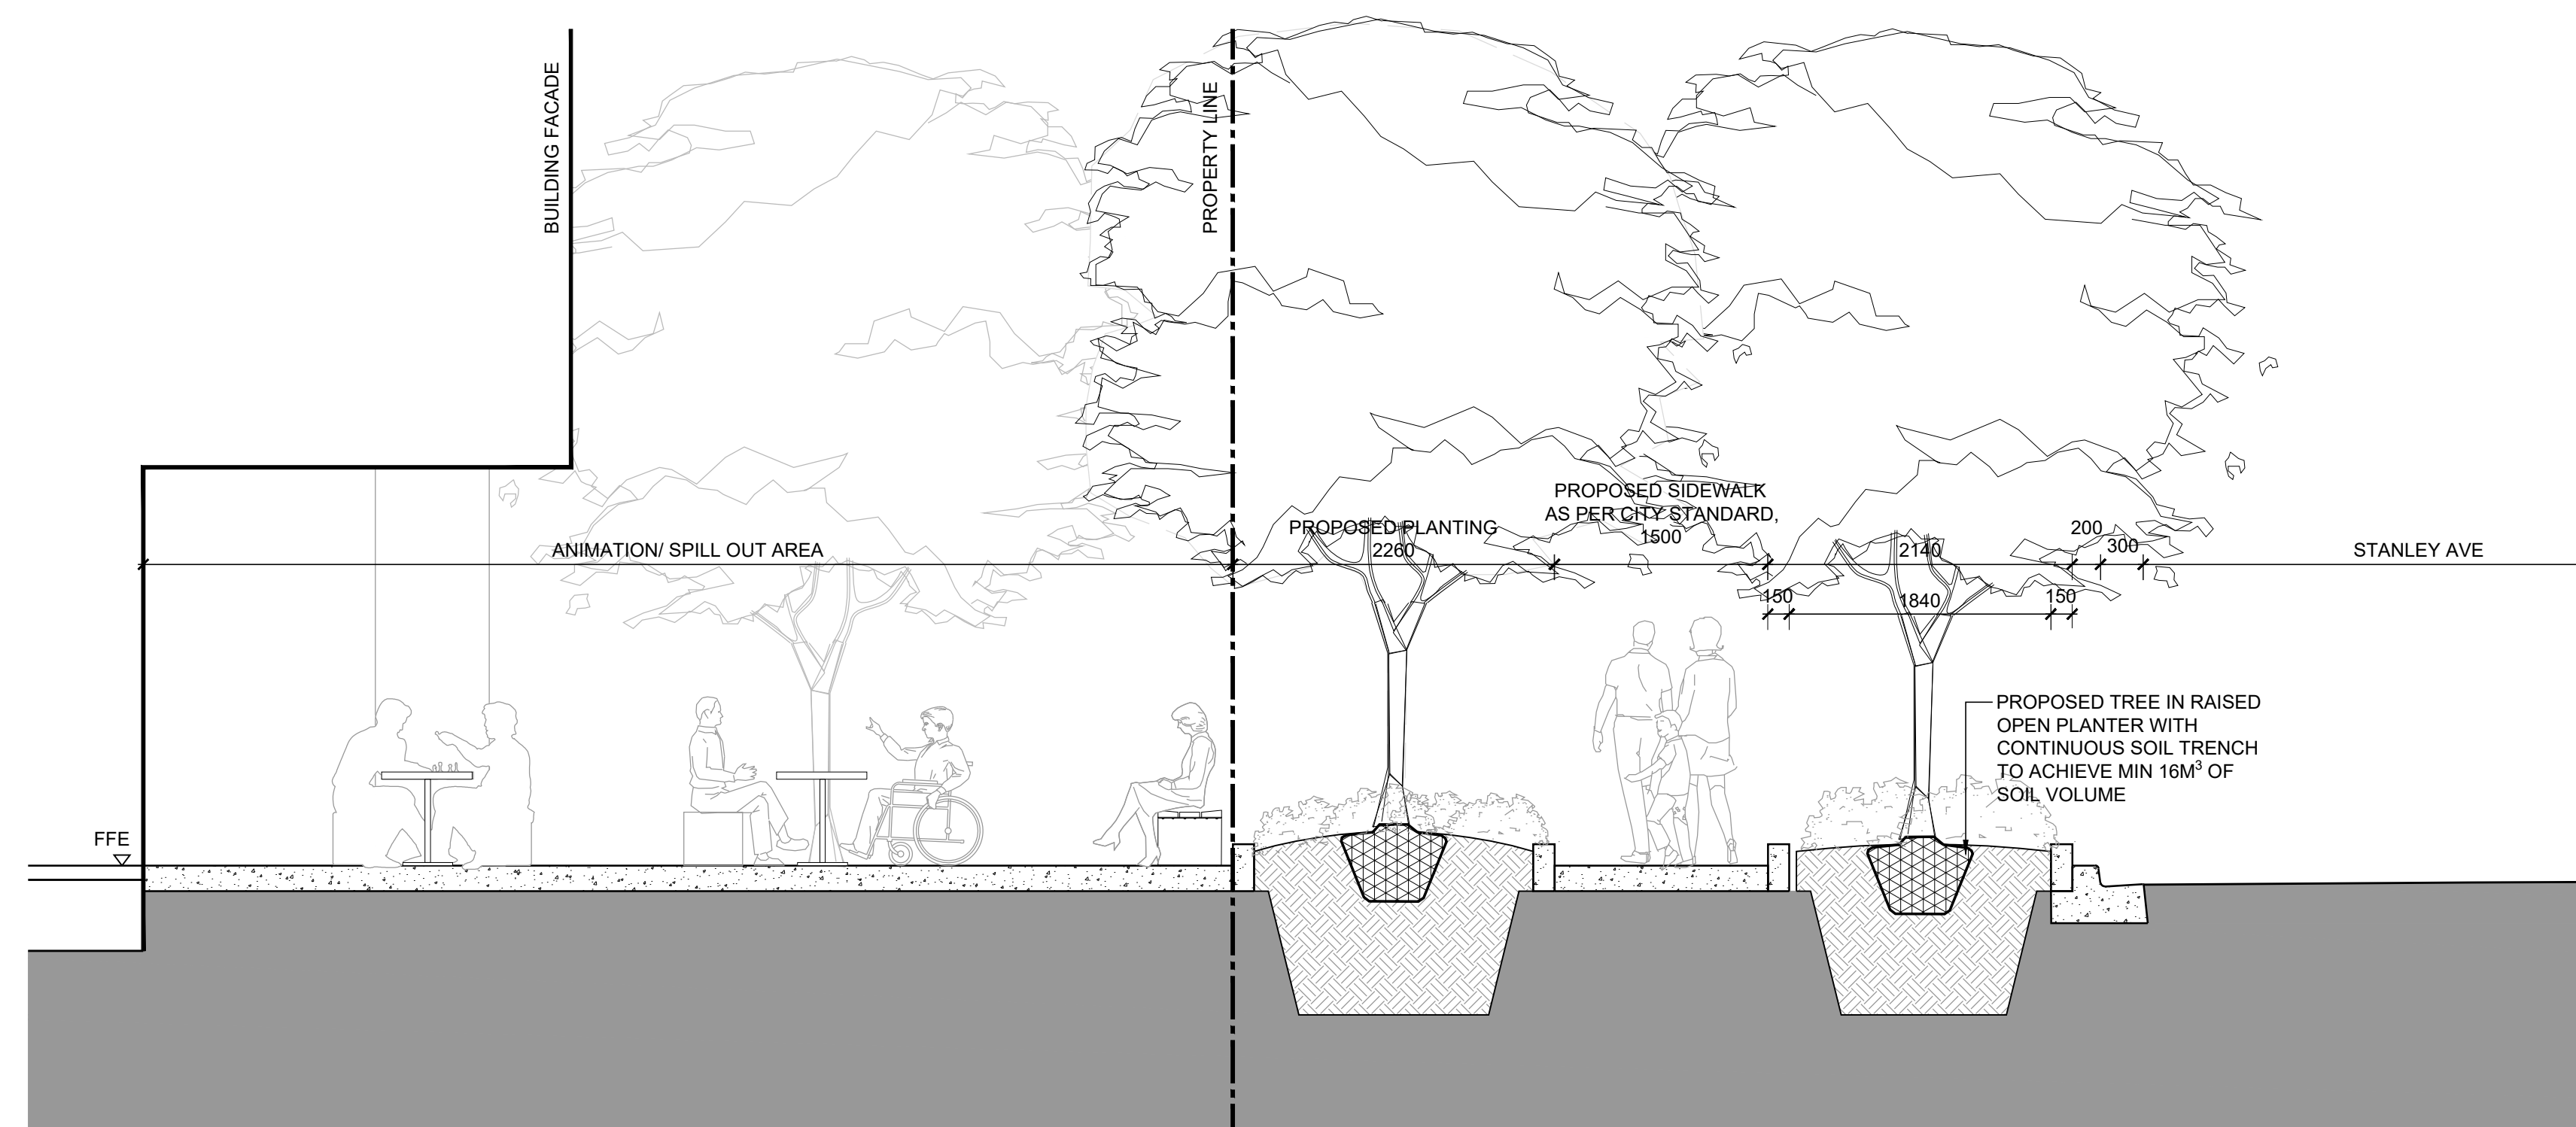 BUILDING FACADE
PROPERTY LINE
PROPOSED SIDEWALK
AS PER CITY STANDARD,
1500
PROPOSED PLANTING
2260
ANIMATION/ SPILL OUT AREA
2140
200
300
STANLEY AVE
150
1840
150
PROPOSED TREE IN RAISED
OPEN PLANTER WITH
CONTINUOUS SOIL TRENCH
TO ACHIEVE MIN 16M³ OF
SOIL VOLUME
FFE